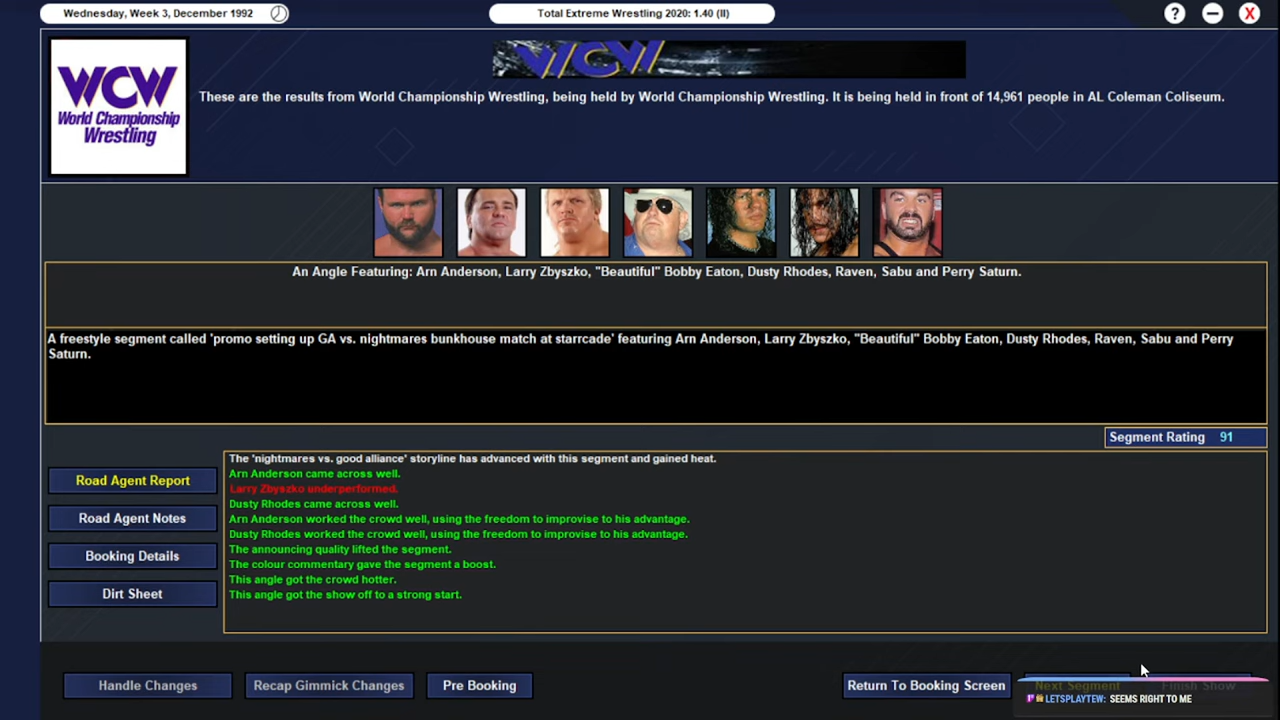 Wednesday, Week 3, December 1992
Total Extreme Wrestling 2020: 1.40 (II)
?
X
WCW
World Championship
Wrestling
WCW
These are the results from World Championship Wrestling, being held by World Championship Wrestling. It is being held in front of 14,961 people in AL Coleman Coliseum.
An Angle Featuring: Arn Anderson, Larry Zbyszko, "Beautiful" Bobby Eaton, Dusty Rhodes, Raven, Sabu and Perry Saturn.
A freestyle segment called 'promo setting up GA vs. nightmares bunkhouse match at starrcade' featuring Arn Anderson, Larry Zbyszko, "Beautiful" Bobby Eaton, Dusty Rhodes, Raven, Sabu and Perry
Saturn.
Segment Rating 91
Road Agent Report
Road Agent Notes
Booking Details
Dirt Sheet
The 'nightmares vs. good alliance' storyline has advanced with this segment and gained heat.
Arn Anderson came across well.
Larry Zbyszko underperformed.
Dusty Rhodes came across well.
Arn Anderson worked the crowd well, using the freedom to improvise to his advantage.
Dusty Rhodes worked the crowd well, using the freedom to improvise to his advantage.
The announcing quality lifted the segment.
The colour commentary gave the segment a boost.
This angle got the crowd hotter.
This angle got the show off to a strong start.
Handle Changes
Recap Gimmick Changes
Pre Booking
Return To Booking Screen
Next Segment
Finish Show
LETSPLAYTEW: SEEMS RIGHT TO ME